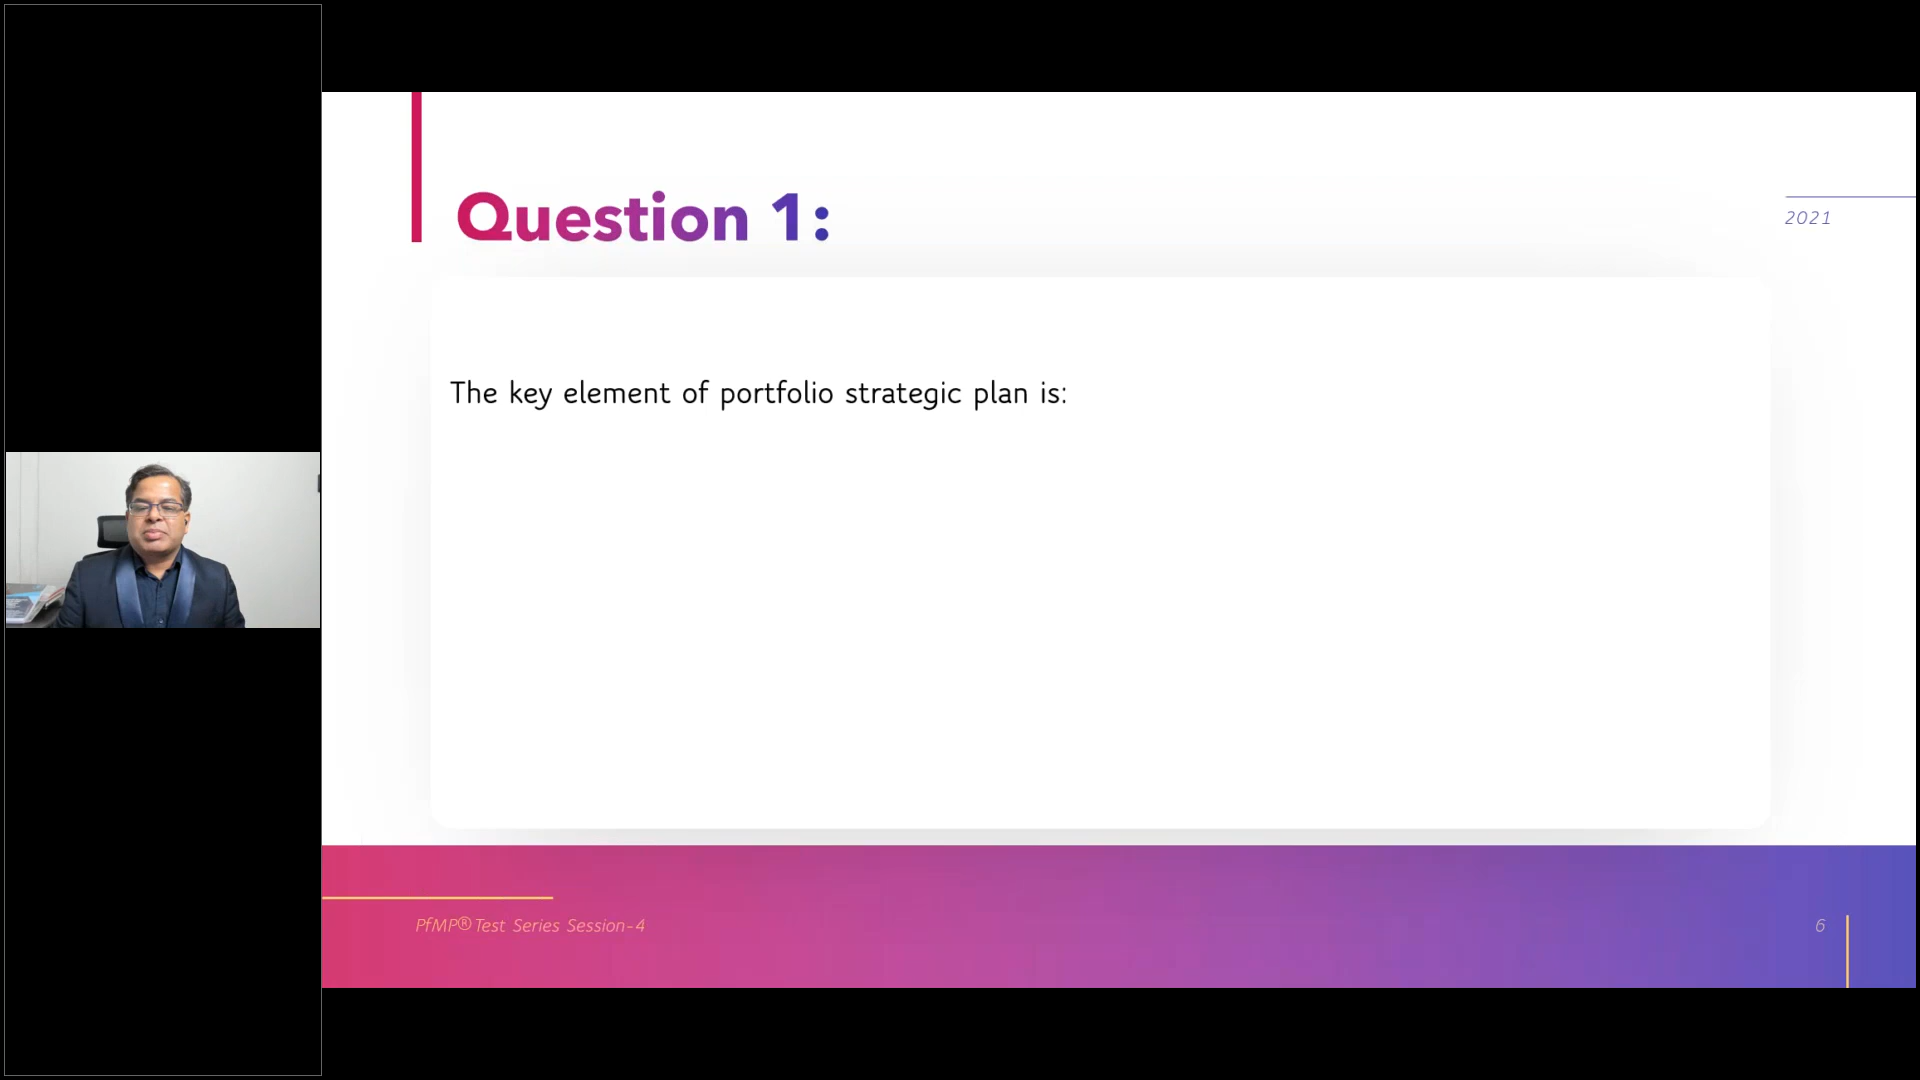 Question 1:
2021
The key element of portfolio strategic plan is:
PfMP® Test Series Session-4
6